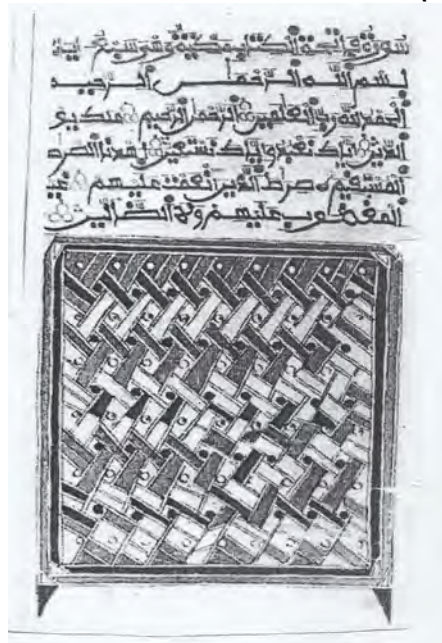 سورة فاتحة الكتاب مكية وهي سبع ءايات
بسم الله الرحمن الرحيم
الحمد لله رب العلمين الرحمن الرحيم ملك يوم
الدين إياك نعبد وإياك نستعين اهدنا الصرط
المستقيم صرط الذين أنعمت عليهم غير
المغضوب عليهم ولا الضالين